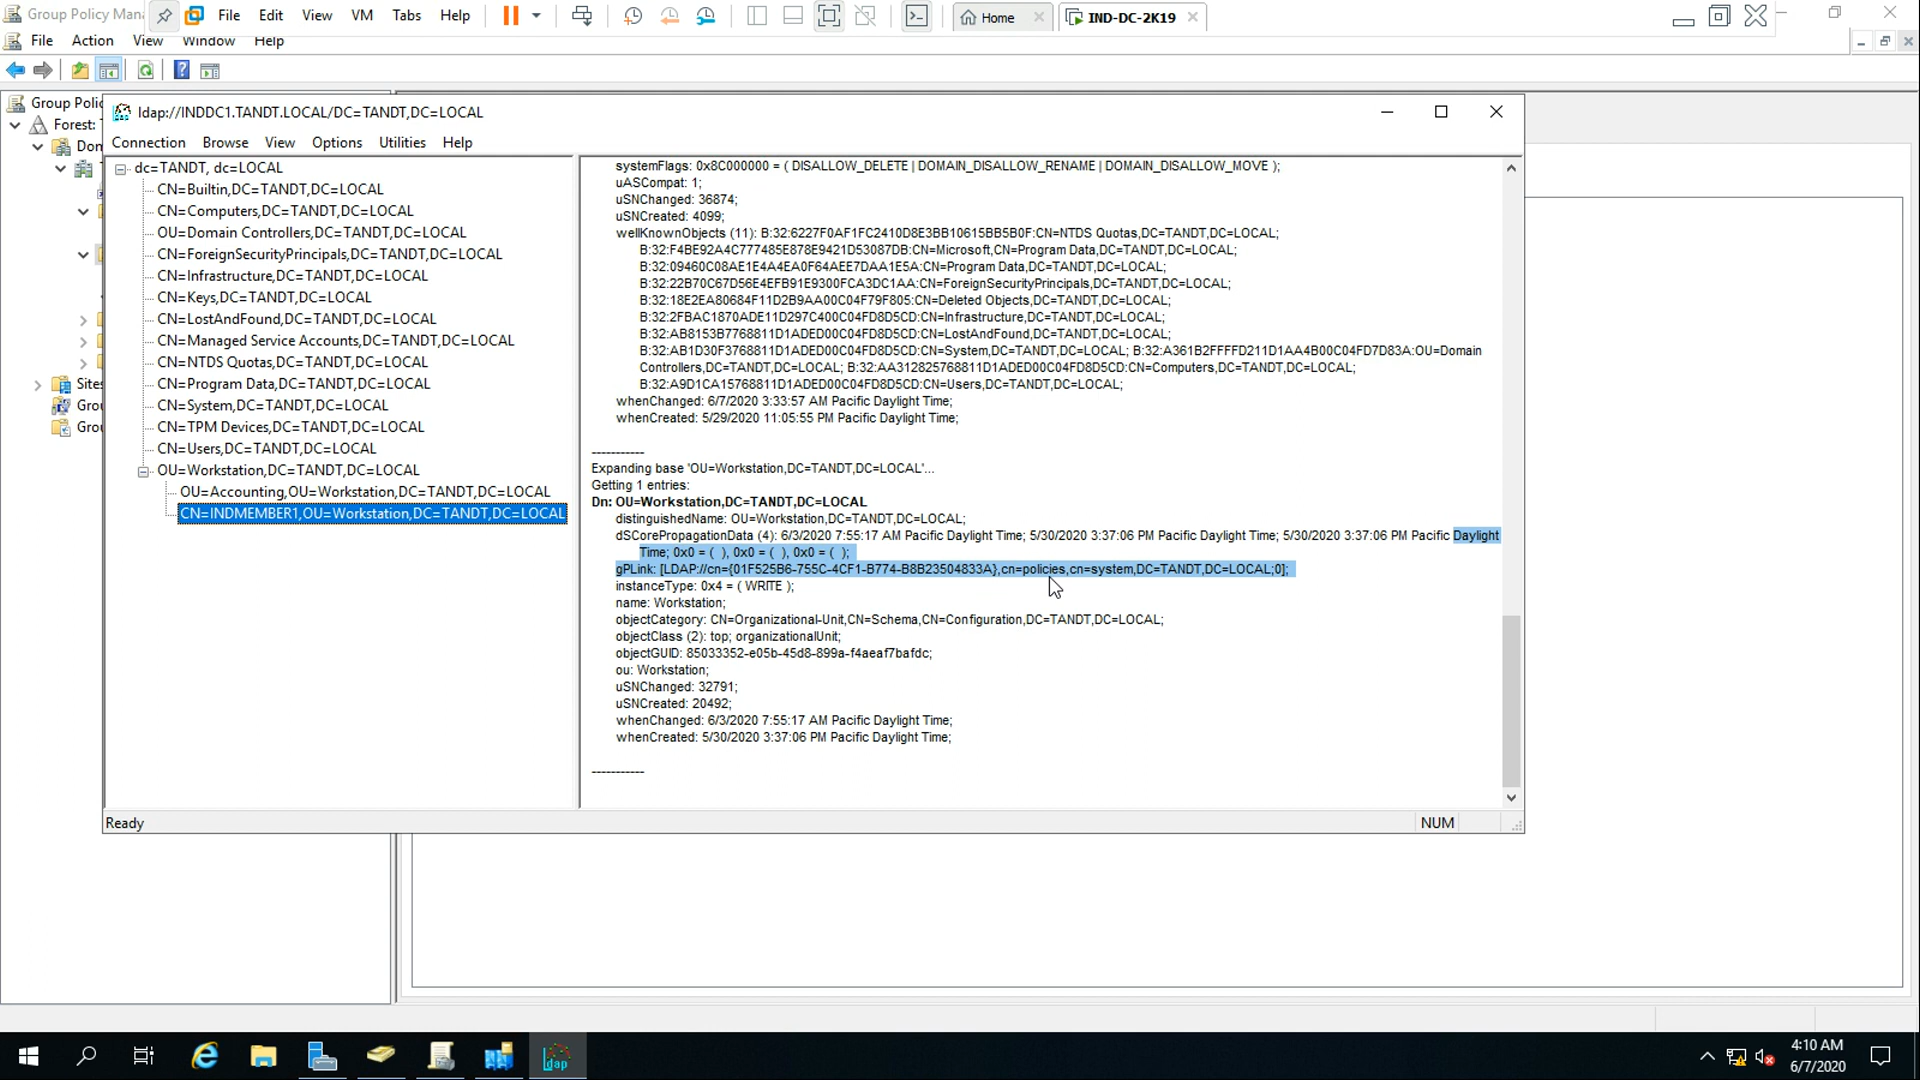 Group Policy Mana
File Edit View VM Tabs Help
Home
IND-DC-2K19
File Action View Window Help
Group Polic
Forest:
Don
Sites
Grou
Grou
ldap://INDDC1.TANDT.LOCAL/DC=TANDT,DC=LOCAL
Connection Browse View Options Utilities Help
dc=TANDT, dc=LOCAL
CN=Builtin,DC=TANDT,DC=LOCAL
CN=Computers,DC=TANDT,DC=LOCAL
OU=Domain Controllers,DC=TANDT,DC=LOCAL
CN=ForeignSecurityPrincipals,DC=TANDT,DC=LOCAL
CN=Infrastructure,DC=TANDT,DC=LOCAL
CN=Keys,DC=TANDT,DC=LOCAL
CN=LostAndFound,DC=TANDT,DC=LOCAL
CN=Managed Service Accounts,DC=TANDT,DC=LOCAL
CN=NTDS Quotas,DC=TANDT,DC=LOCAL
CN=Program Data,DC=TANDT,DC=LOCAL
CN=System,DC=TANDT,DC=LOCAL
CN=TPM Devices,DC=TANDT,DC=LOCAL
CN=Users,DC=TANDT,DC=LOCAL
OU=Workstation,DC=TANDT,DC=LOCAL
OU=Accounting,OU=Workstation,DC=TANDT,DC=LOCAL
CN=INDMEMBER1,OU=Workstation,DC=TANDT,DC=LOCAL
systemFlags: 0x8C000000 = ( DISALLOW_DELETE | DOMAIN_DISALLOW_RENAME | DOMAIN_DISALLOW_MOVE );
uASCompat: 1;
uSNChanged: 36874;
uSNCreated: 4099;
wellKnownObjects (11): B:32:6227F0AF1FC2410D8E3BB10615BB5B0F:CN=NTDS Quotas,DC=TANDT,DC=LOCAL;
B:32:F4BE92A4C777485E878E9421D53087DB:CN=Microsoft,CN=Program Data,DC=TANDT,DC=LOCAL;
B:32:09460C08AE1E4A4EA0F64AEE7DAA1E5A:CN=Program Data,DC=TANDT,DC=LOCAL;
B:32:22B70C67D56E4EFB91E9300FCA3DC1AA:CN=ForeignSecurityPrincipals,DC=TANDT,DC=LOCAL;
B:32:18E2EA80684F11D2B9AA00C04F79F805:CN=Deleted Objects,DC=TANDT,DC=LOCAL;
B:32:2FBAC1870ADE11D297C400C04FD8D5CD:CN=Infrastructure,DC=TANDT,DC=LOCAL;
B:32:AB8153B7768811D1ADED00C04FD8D5CD:CN=LostAndFound,DC=TANDT,DC=LOCAL;
B:32:AB1D30F3768811D1ADED00C04FD8D5CD:CN=System,DC=TANDT,DC=LOCAL; B:32:A361B2FFFFD211D1AA4B00C04FD7D83A:OU=Domain
Controllers,DC=TANDT,DC=LOCAL; B:32:AA312825768811D1ADED00C04FD8D5CD:CN=Computers,DC=TANDT,DC=LOCAL;
B:32:A9D1CA15768811D1ADED00C04FD8D5CD:CN=Users,DC=TANDT,DC=LOCAL;
whenChanged: 6/7/2020 3:33:57 AM Pacific Daylight Time;
whenCreated: 5/29/2020 11:05:55 PM Pacific Daylight Time;
-----------
Expanding base 'OU=Workstation,DC=TANDT,DC=LOCAL'...
Getting 1 entries:
Dn: OU=Workstation,DC=TANDT,DC=LOCAL
distinguishedName: OU=Workstation,DC=TANDT,DC=LOCAL;
dSCorePropagationData (4): 6/3/2020 7:55:17 AM Pacific Daylight Time; 5/30/2020 3:37:06 PM Pacific Daylight Time; 5/30/2020 3:37:06 PM Pacific Daylight
Time; 0x0 = (  ), 0x0 = (  ), 0x0 = (  );
gPLink: [LDAP://cn={01F525B6-755C-4CF1-B774-B8B23504833A},cn=policies,cn=system,DC=TANDT,DC=LOCAL;0];
instanceType: 0x4 = ( WRITE );
name: Workstation;
objectCategory: CN=Organizational-Unit,CN=Schema,CN=Configuration,DC=TANDT,DC=LOCAL;
objectClass (2): top; organizationalUnit;
objectGUID: 85033352-e05b-45d8-899a-f4aeaf7bafdc;
ou: Workstation;
uSNChanged: 32791;
uSNCreated: 20492;
whenChanged: 6/3/2020 7:55:17 AM Pacific Daylight Time;
whenCreated: 5/30/2020 3:37:06 PM Pacific Daylight Time;
-----------
Ready
NUM
ldap
4:10 AM
6/7/2020